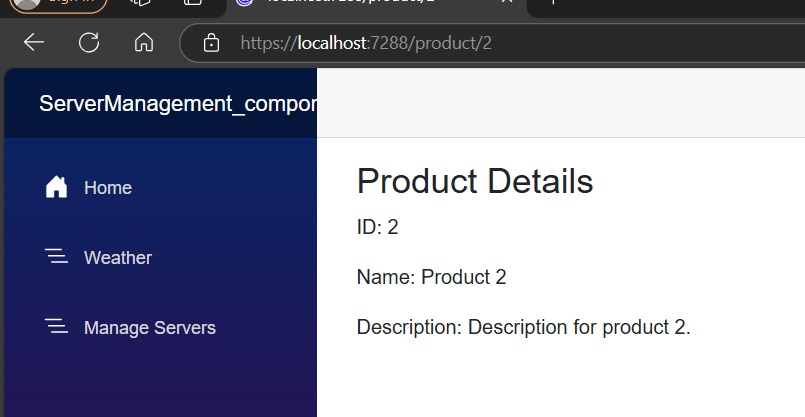 https://localhost:7288/product/2
ServerManagement_compor
Home
Weather
Manage Servers
Product Details
ID: 2
Name: Product 2
Description: Description for product 2.